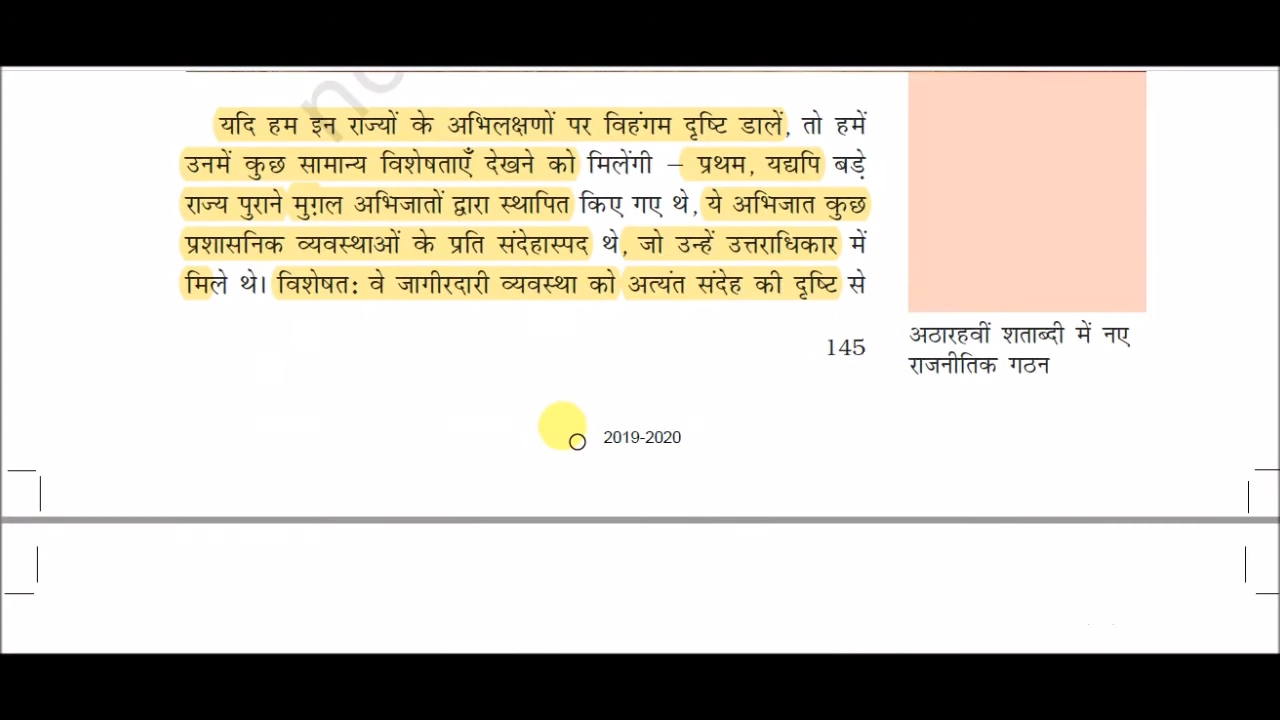 यदि हम इन राज्यों के अभिलक्षणों पर विहंगम दृष्टि डालें, तो हमें
उनमें कुछ सामान्य विशेषताएँ देखने को मिलेंगी – प्रथम, यद्यपि बड़े
राज्य पुराने मुग़ल अभिजातों द्वारा स्थापित किए गए थे, ये अभिजात कुछ
प्रशासनिक व्यवस्थाओं के प्रति संदेहास्पद थे, जो उन्हें उत्तराधिकार में
मिले थे। विशेषत: वे जागीरदारी व्यवस्था को अत्यंत संदेह की दृष्टि से
145
अठारहवीं शताब्दी में नए
राजनीतिक गठन
2019-2020